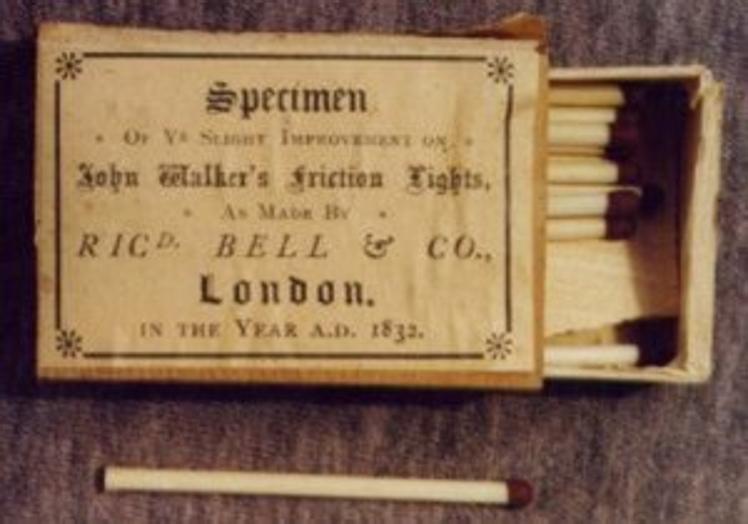 Specimen
Of Ye Slight Improvement on
John Walker's Friction Lights,
As Made By
RICD. BELL & CO.,
London.
IN THE YEAR A.D. 1832.